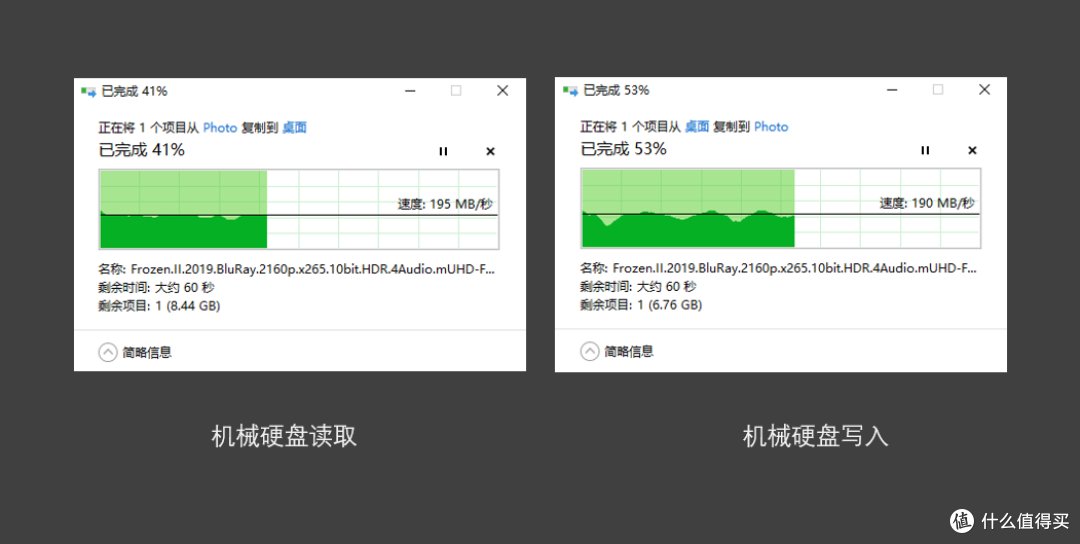 已完成 41%
正在将 1 个项目从 Photo 复制到 桌面
已完成 41%
速度: 195 MB/秒
名称: Frozen.II.2019.BluRay.2160p.x265.10bit.HDR.4Audio.mUHD-F...
剩余时间: 大约 60 秒
剩余项目: 1 (8.44 GB)
简略信息
机械硬盘读取
已完成 53%
正在将 1 个项目从 桌面 复制到 Photo
已完成 53%
速度: 190 MB/秒
名称: Frozen.II.2019.BluRay.2160p.x265.10bit.HDR.4Audio.mUHD-F...
剩余时间: 大约 60 秒
剩余项目: 1 (6.76 GB)
简略信息
机械硬盘写入
值 什么值得买